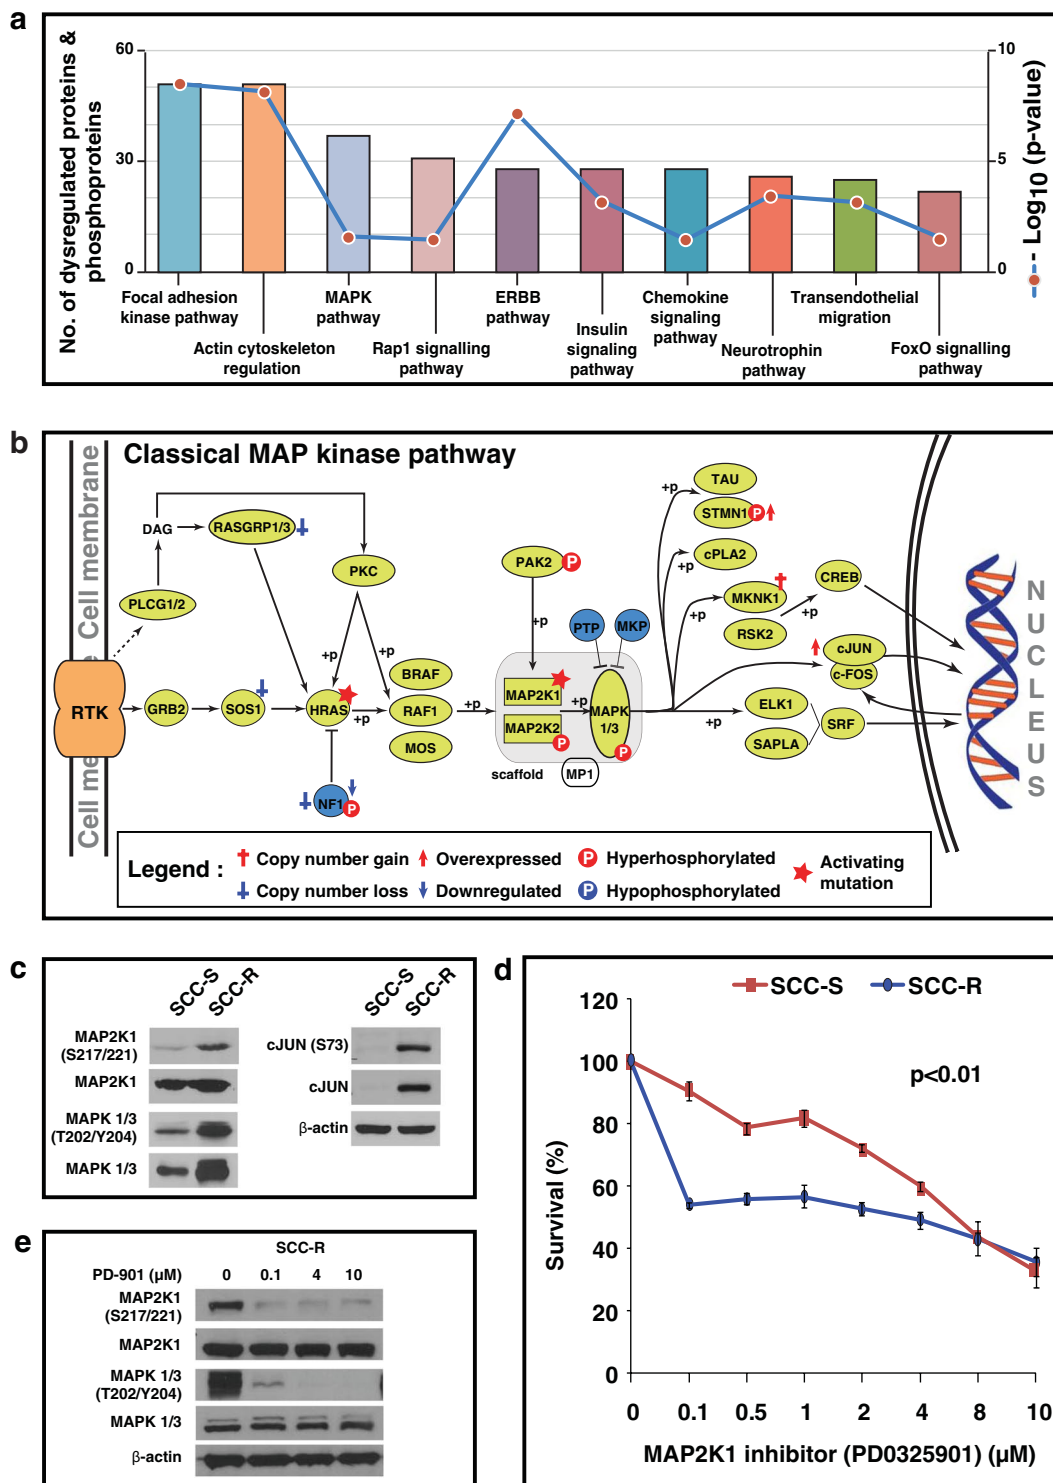 a
No. of dysregulated proteins &
phosphoproteins
60
30
0
10
5
0
- Log10 (p-value)
Focal adhesion
kinase pathway
Actin cytoskeleton
regulation
MAPK
pathway
Rap1 signalling
pathway
ERBB
pathway
Insulin
signaling
pathway
Chemokine
signaling
pathway
Neurotrophin
pathway
Transendothelial
migration
FoxO signalling
pathway
b
Classical MAP kinase pathway
Cell membrane
Cell membrane
NUCLEUS
DAG
RASGRP1/3
PLCG1/2
PKC
RTK
GRB2
SOS1
HRAS
+p
+p
+p
NF1
P
BRAF
RAF1
MOS
+p
PAK2
P
+p
PTP
MKP
MAP2K1
MAP2K2
P
+p
MAPK
1/3
P
scaffold
MP1
+p
TAU
STMN1
P
+p
cPLA2
+p
MKNK1
RSK2
+p
CREB
cJUN
c-FOS
+p
ELK1
SAPLA
SRF
Legend :
Copy number gain
Overexpressed
P Hyperhosphorylated
Activating
mutation
Copy number loss
Downregulated
P Hypophosphorylated
c
SCC-S
SCC-R
MAP2K1
(S217/221)
MAP2K1
MAPK 1/3
(T202/Y204)
MAPK 1/3
SCC-S
SCC-R
cJUN (S73)
cJUN
β-actin
d
SCC-S
SCC-R
p<0.01
Survival (%)
120
100
80
60
40
20
0
0 0.1 0.5 1 2 4 8 10
MAP2K1 inhibitor (PD0325901) (μM)
e
SCC-R
PD-901 (μM) 0 0.1 4 10
MAP2K1
(S217/221)
MAP2K1
MAPK 1/3
(T202/Y204)
MAPK 1/3
β-actin